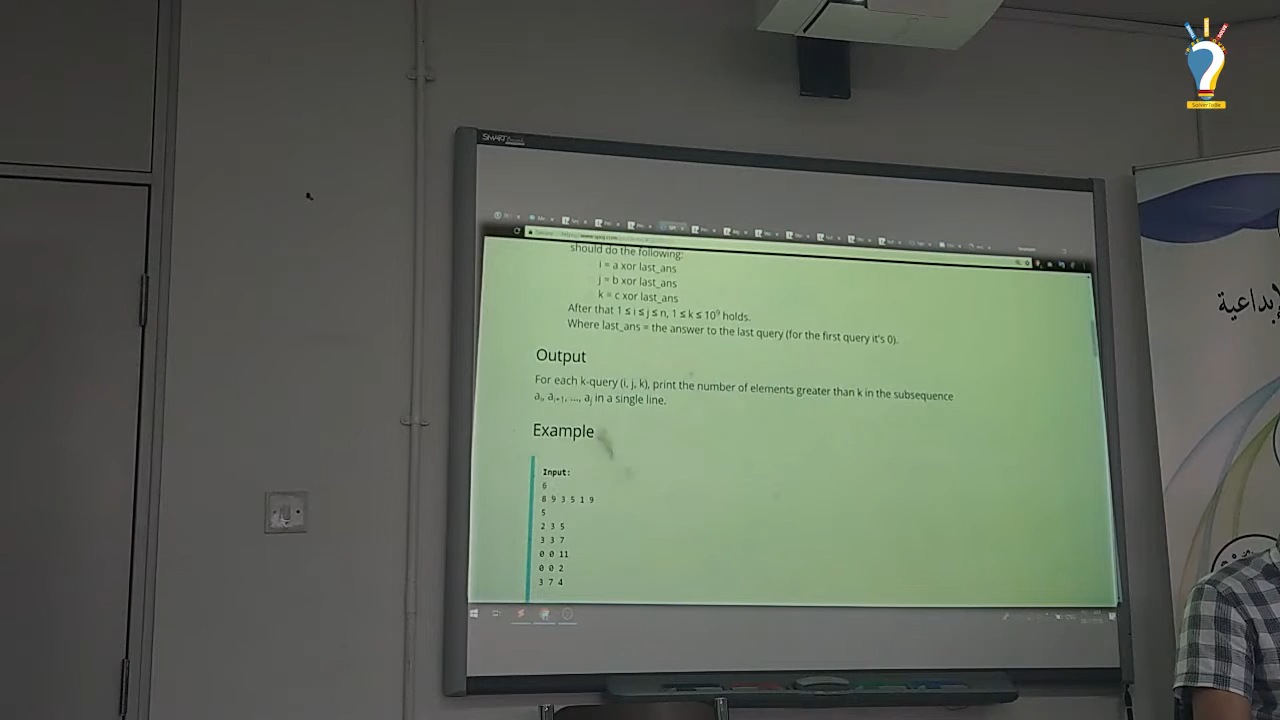 SolverToBe
SMART
should do the following:
i = a xor last_ans
j = b xor last_ans
k = c xor last_ans
After that 1 ≤ i ≤ j ≤ n, 1 ≤ k ≤ 10⁹ holds.
Where last_ans = the answer to the last query (for the first query it's 0).
Output
For each k-query (i, j, k), print the number of elements greater than k in the subsequence
aᵢ, aᵢ₊₁, ..., aⱼ in a single line.
Example
Input:
6
8 9 3 5 1 9
5
2 3 5
3 3 7
0 0 11
0 0 2
3 7 4